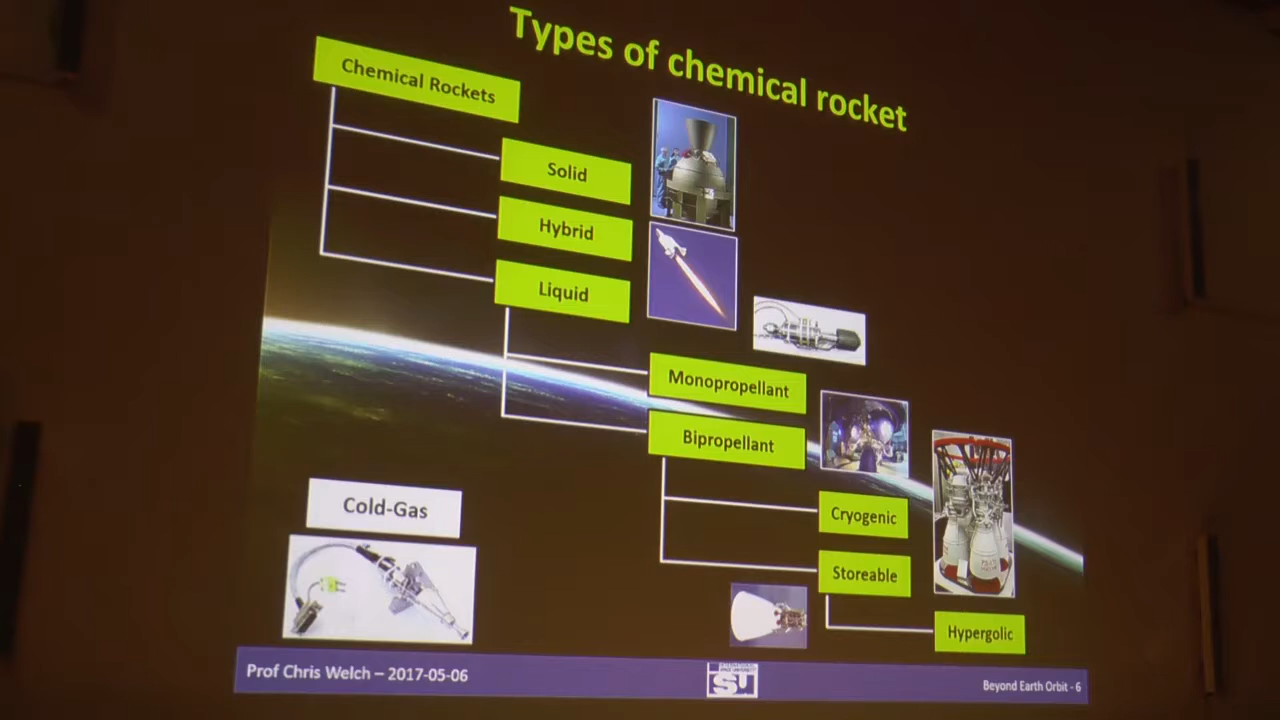 Types of chemical rocket
Chemical Rockets
Solid
Hybrid
Liquid
Monopropellant
Bipropellant
Cryogenic
Storeable
Hypergolic
Cold-Gas
Prof Chris Welch – 2017-05-06
Beyond Earth Orbit - 6